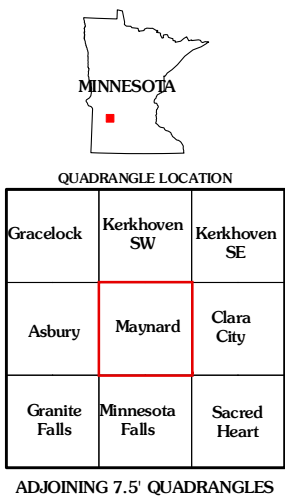 MINNESOTA
QUADRANGLE LOCATION
Gracelock
Kerkhoven
SW
Kerkhoven
SE
Asbury
Maynard
Clara
City
Granite
Falls
Minnesota
Falls
Sacred
Heart
ADJOINING 7.5' QUADRANGLES